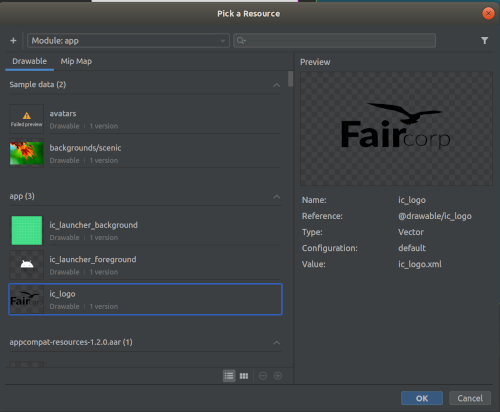 Pick a Resource
Module: app
Drawable
Mip Map
Sample data (2)
Failed preview
avatars
Drawable | 1 version
backgrounds/scenic
Drawable | 1 version
app (3)
ic_launcher_background
Drawable | 1 version
ic_launcher_foreground
Drawable | 1 version
Faircorp
ic_logo
Drawable | 1 version
appcompat-resources-1.2.0.aar (1)
Preview
Faircorp
Name: ic_logo
Reference: @drawable/ic_logo
Type: Vector
Configuration: default
Value: ic_logo.xml
OK
Cancel